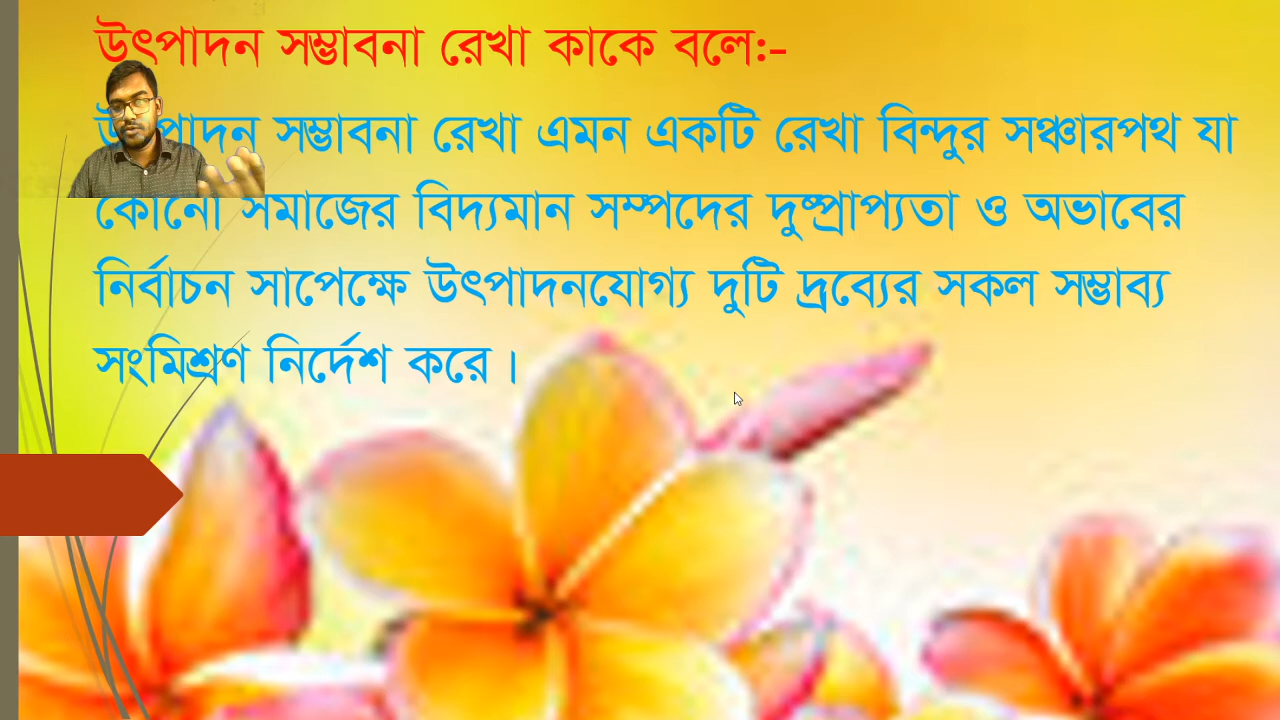 উৎপাদন সম্ভাবনা রেখা কাকে বলে:-
উৎপাদন সম্ভাবনা রেখা এমন একটি রেখা বিন্দুর সঞ্চারপথ যা
কোনো সমাজের বিদ্যমান সম্পদের দুষ্প্রাপ্যতা ও অভাবের
নির্বাচন সাপেক্ষে উৎপাদনযোগ্য দুটি দ্রব্যের সকল সম্ভাব্য
সংমিশ্রণ নির্দেশ করে।